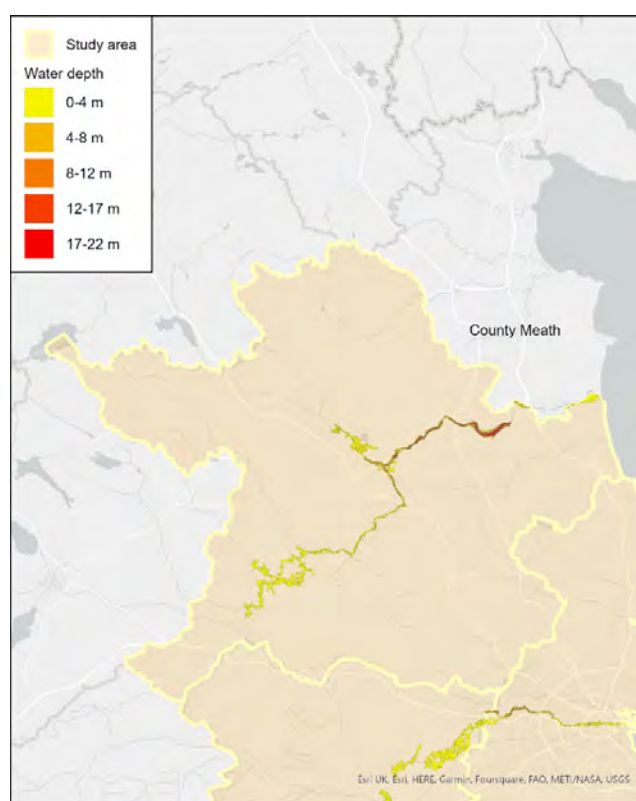 Study area
Water depth
0-4 m
4-8 m
8-12 m
12-17 m
17-22 m
County Meath
Esri UK, Esri, HERE, Garmin, Foursquare, FAO, METI/NASA, USGS